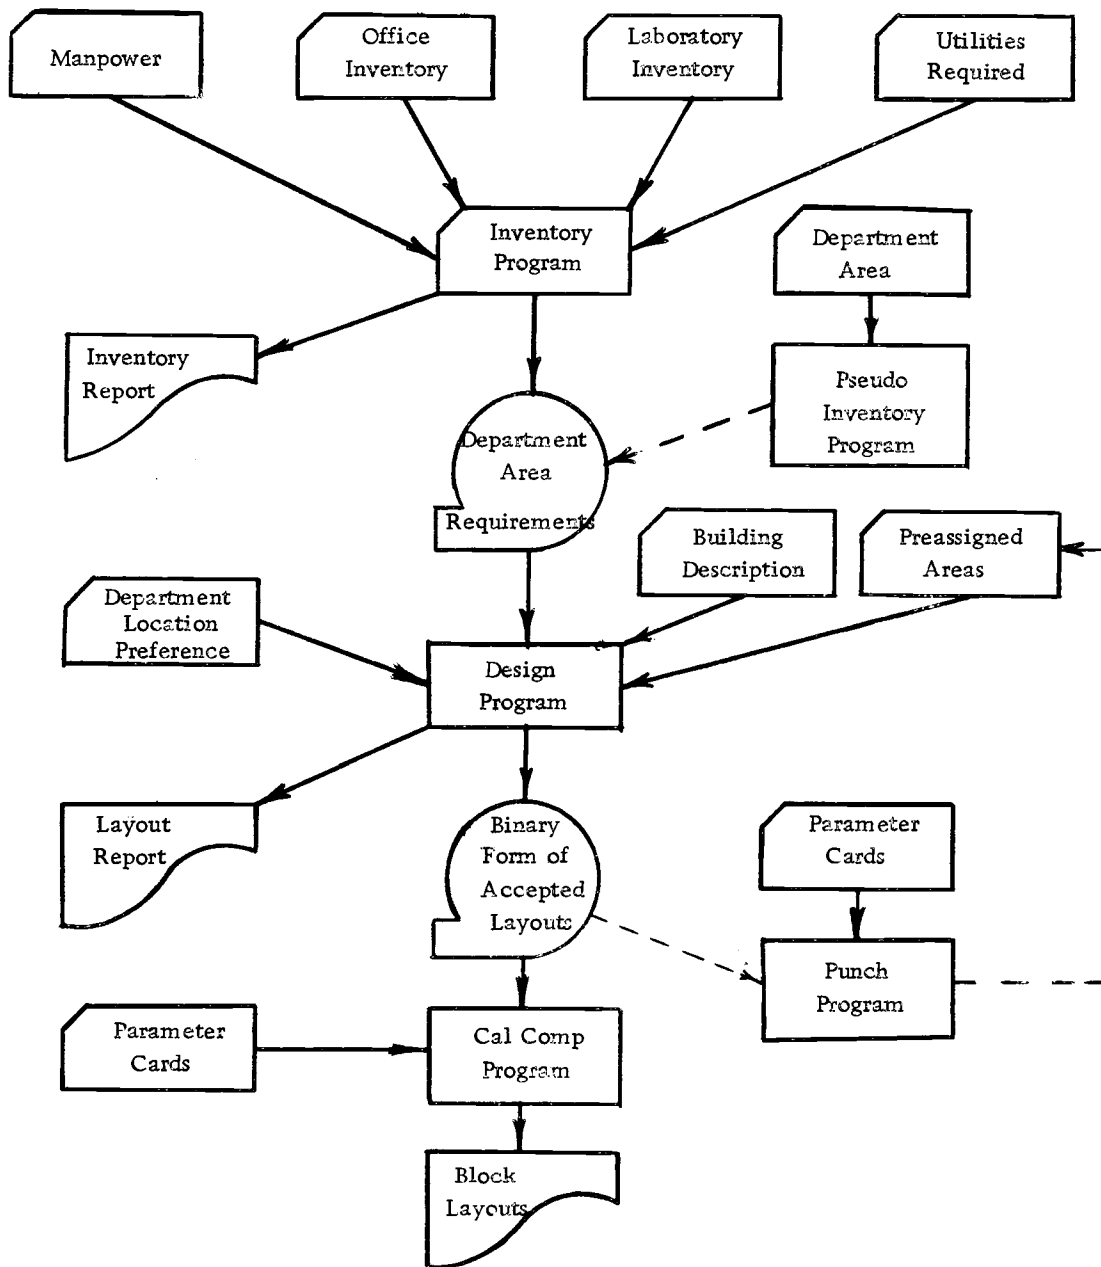 Manpower
Office
Inventory
Laboratory
Inventory
Utilities
Required
Inventory
Program
Department
Area
Inventory
Report
Pseudo
Inventory
Program
Department
Area
Requirements
Building
Description
Preassigned
Areas
Department
Location
Preference
Design
Program
Layout
Report
Binary
Form of
Accepted
Layouts
Parameter
Cards
Punch
Program
Parameter
Cards
Cal Comp
Program
Block
Layouts